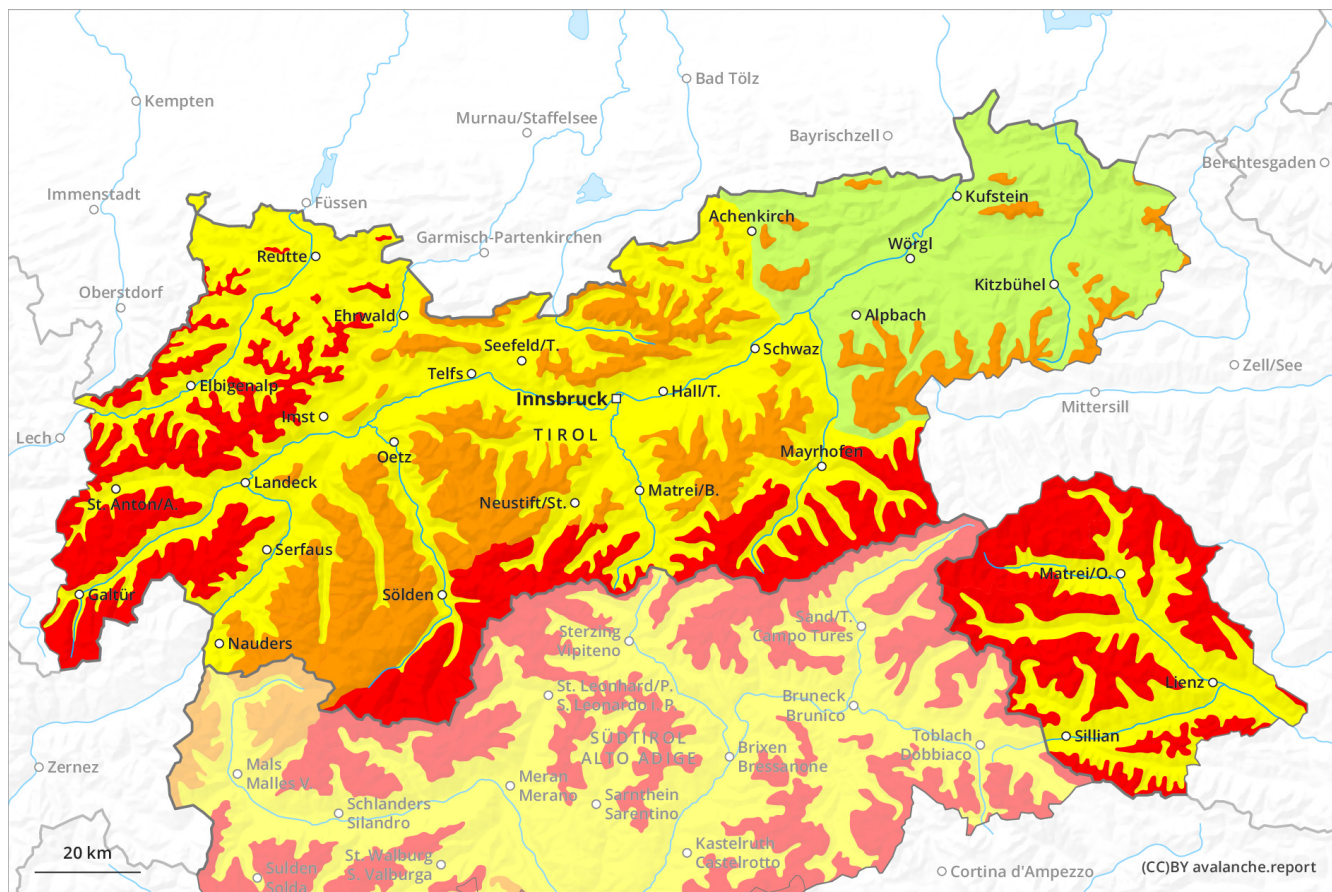 Bad Tölz
Kempten
Murnau/Staffelsee
Bayrischzell
Berchtesgaden
Immenstadt
Füssen
Kufstein
Achenkirch
Garmisch-Partenkirchen
Reutte
Wörgl
Oberstdorf
Kitzbühel
Ehrwald
Alpbach
Seefeld/T.
Schwaz
Zell/See
Telfs
Elbigenalp
Hall/T.
Innsbruck
Mittersill
Imst
Lech
TIROL
Oetz
Mayrhofen
Landeck
Matrei/B.
St. Anton/A.
Neustift/St.
Serfaus
Matrei/O.
Galtür
Sölden
Sand/T.
Campo Tures
Sterzing
Vipiteno
Nauders
Lienz
St. Leonhard/P.
S. Leonardo i. P.
Bruneck
Brunico
SÜDTIROL
ALTO ADIGE
Toblach
Dobbiaco
Sillian
Brixen
Bressanone
Zernez
Mals
Malles V.
Meran
Merano
Sarnthein
Sarentino
Schlanders
Silandro
Kastelruth
Castelrotto
20 km
St. Walburg
S. Valburga
Sulden
Solda
Cortina d'Ampezzo
(CC)BY avalanche.report